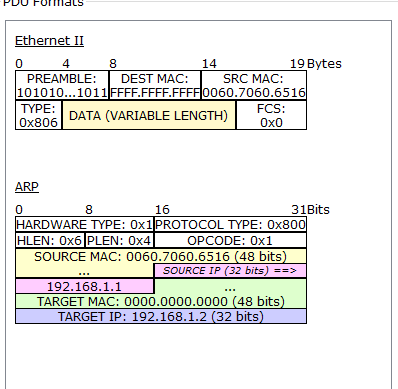 PDU Formats
Ethernet II
0 4 8 14 19 Bytes
PREAMBLE: DEST MAC: SRC MAC:
101010...1011 FFFF.FFFF.FFFF 0060.7060.6516
TYPE: DATA (VARIABLE LENGTH) FCS:
0x806 0x0
ARP
0 8 16 31 Bits
HARDWARE TYPE: 0x1 PROTOCOL TYPE: 0x800
HLEN: 0x6 PLEN: 0x4 OPCODE: 0x1
SOURCE MAC: 0060.7060.6516 (48 bits)
... SOURCE IP (32 bits) ==>
192.168.1.1 ...
TARGET MAC: 0000.0000.0000 (48 bits)
TARGET IP: 192.168.1.2 (32 bits)